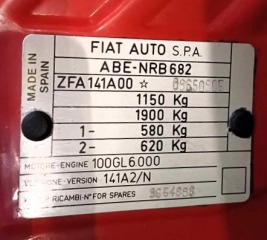 FIAT AUTO S.P.A.
MADE IN SPAIN
ABE-NRB682
ZFA141A00 ☆
1150 Kg
1900 Kg
1- 580 Kg
2- 620 Kg
MOTORE-ENGINE 100GL6.000
VERSIONE-VERSION 141A2/N
RICAMBI-N° FOR SPARES